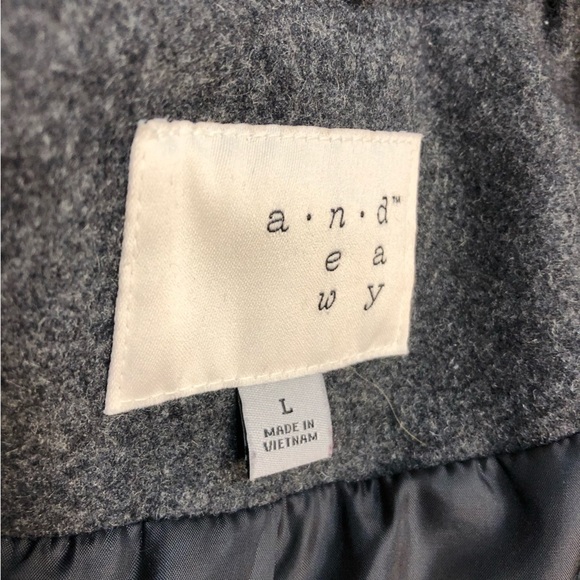 a·n·d™
e a
w y
L
MADE IN
VIETNAM